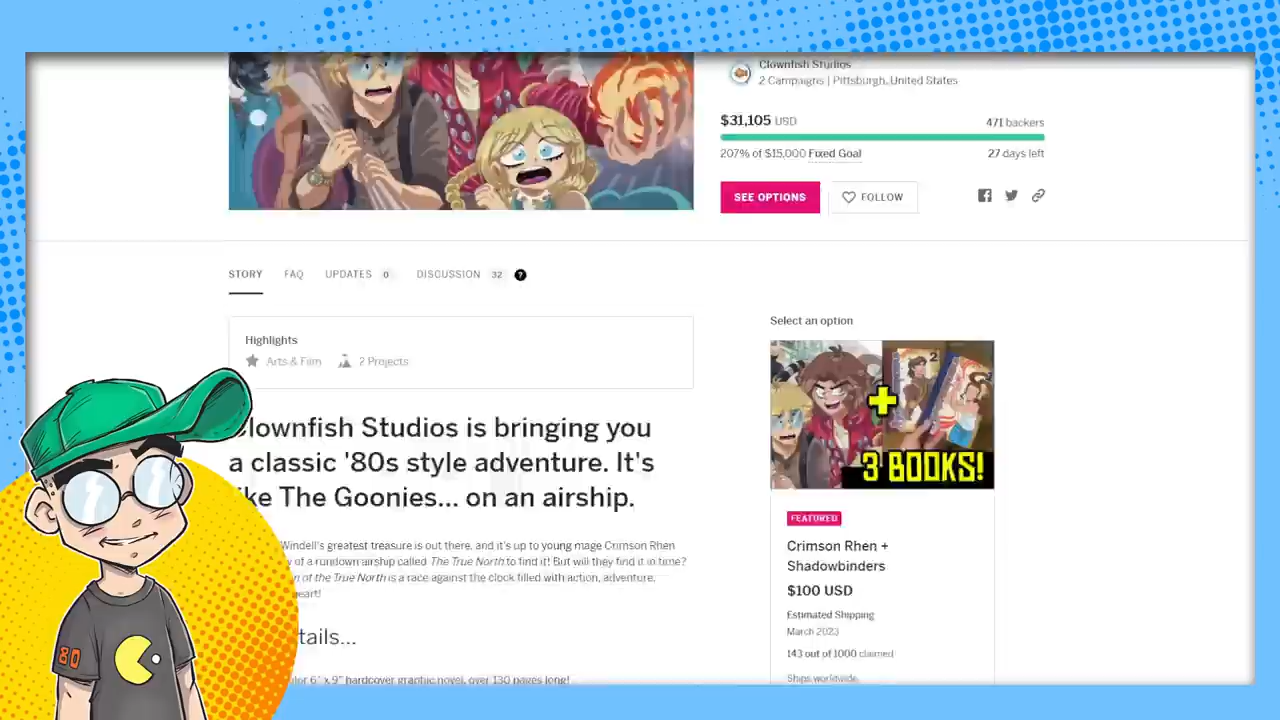 Clownfish Studios
2 Campaigns | Pittsburgh, United States
$31,105 USD
471 backers
207% of $15,000 Fixed Goal
27 days left
SEE OPTIONS
FOLLOW
STORY
FAQ
UPDATES 0
DISCUSSION 32 ?
Select an option
Highlights
Arts & Film
2 Projects
2
3 BOOKS!
lownfish Studios is bringing you
a classic '80s style adventure. It's
ke The Goonies... on an airship.
FEATURED
Crimson Rhen +
Shadowbinders
$100 USD
Estimated Shipping
March 2023
143 out of 1000 claimed
Ships worldwide
Windell's greatest treasure is out there, and it's up to young mage Crimson Rhen
of a rundown airship called The True North to find it! But will they find it in time?
of the True North is a race against the clock filled with action, adventure,
eart!
tails...
6" x 9" hardcover graphic novel, over 130 pages long!
80